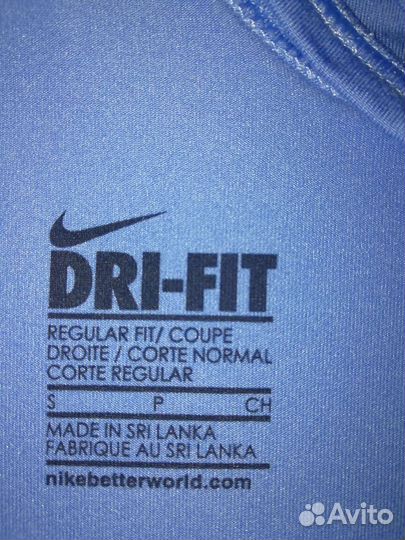 DRI-FIT
REGULAR FIT/ COUPE
DROITE / CORTE NORMAL
CORTE REGULAR
S P CH
MADE IN SRI LANKA
FABRIQUE AU SRI LANKA
nikebetterworld.com
Avito